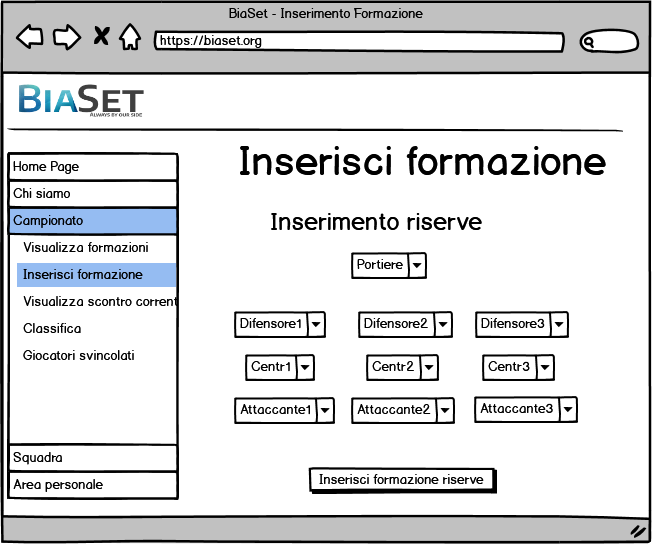 BiaSet - Inserimento Formazione
https://biaset.org
BIASET
ALWAYS BY OUR SIDE
Home Page
Chi siamo
Campionato
Visualizza formazioni
Inserisci formazione
Visualizza scontro corrent
Classifica
Giocatori svincolati
Squadra
Area personale
Inserisci formazione
Inserimento riserve
Portiere
Difensore1 Difensore2 Difensore3
Centr1 Centr2 Centr3
Attaccante1 Attaccante2 Attaccante3
Inserisci formazione riserve